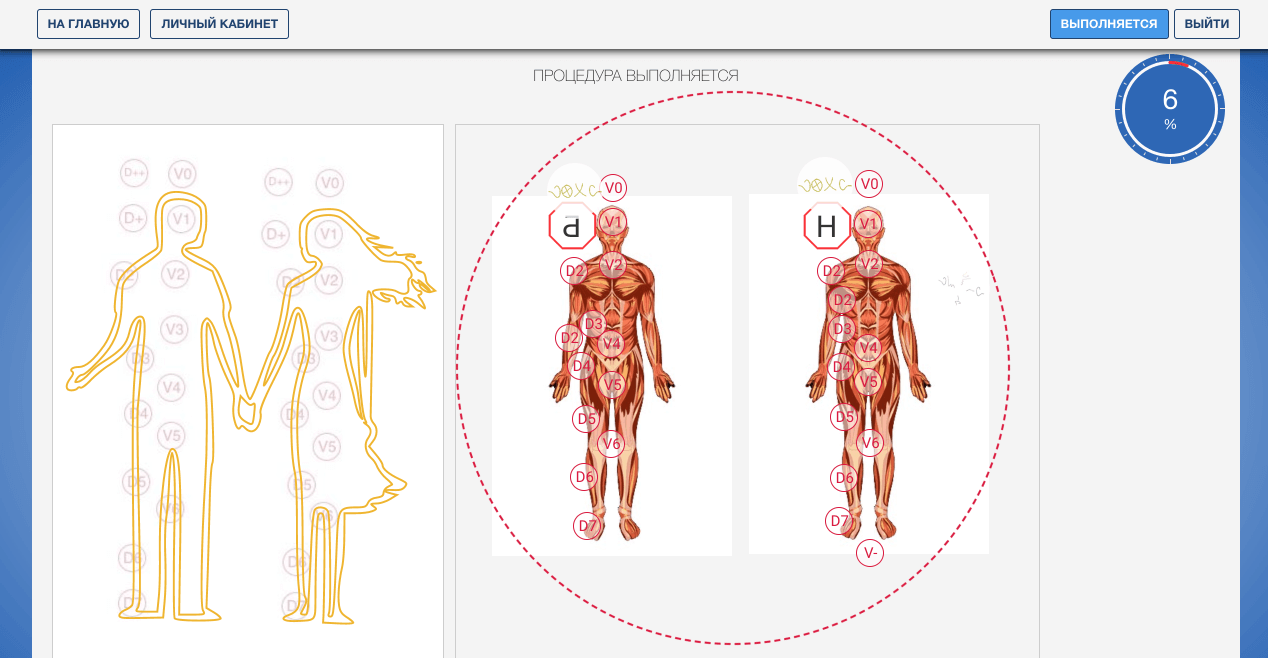 НА ГЛАВНУЮ
ЛИЧНЫЙ КАБИНЕТ
ВЫПОЛНЯЕТСЯ
ВЫЙТИ
ПРОЦЕДУРА ВЫПОЛНЯЕТСЯ
6
%
D++ V0
D+ V1
D2 V2
V3
D3
V4
D4
V5
D5
V6
D6
D7
D++ V0
D+ V1
D2 V2
V3
D3
V4
D4
V5
D5
V6
D6
D7
V0
V1
D2 V2
D3
D2 V4
D4
V5
D5
V6
D6
D7
V0
H V1
D2 V2
D2
D3
V4
D4
V5
D5
V6
D6
D7
V-